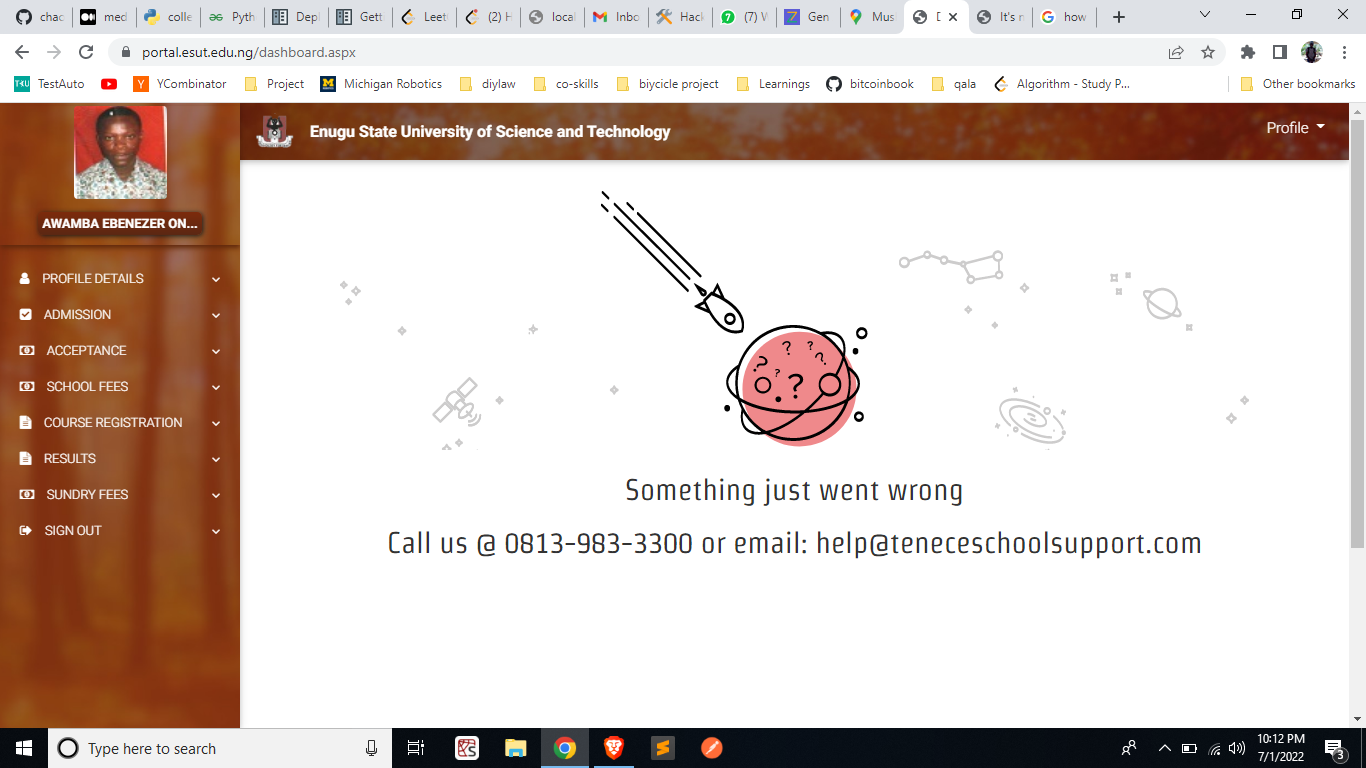 chac
med
colle
Pyth
Depl
Gett
Leet
(2) H
local
Inbo
Hack
(7) W
Gen
Mus
It's n
how
portal.esut.edu.ng/dashboard.aspx
TestAuto
YCombinator
Project
Michigan Robotics
diylaw
co-skills
biycicle project
Learnings
bitcoinbook
qala
Algorithm - Study P...
Other bookmarks
Enugu State University of Science and Technology
Profile
AWAMBA EBENEZER ON...
PROFILE DETAILS
ADMISSION
ACCEPTANCE
SCHOOL FEES
COURSE REGISTRATION
RESULTS
SUNDRY FEES
SIGN OUT
Something just went wrong
Call us @ 0813-983-3300 or email: help@teneceschoolsupport.com
Type here to search
10:12 PM
7/1/2022
3